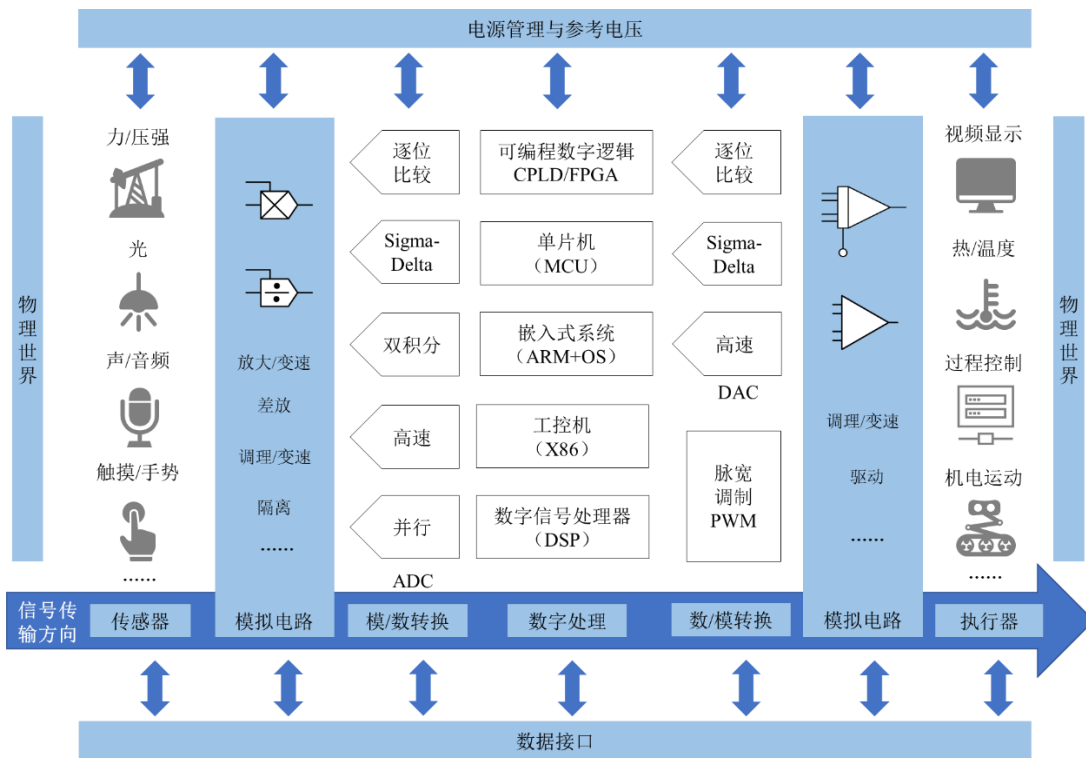 电源管理与参考电压
物理世界
力/压强
光
声/音频
触摸/手势
……
放大/变速
差放
调理/变速
隔离
……
逐位
比较
Sigma-
Delta
双积分
高速
并行
ADC
可编程数字逻辑
CPLD/FPGA
单片机
（MCU）
嵌入式系统
（ARM+OS）
工控机
（X86）
数字信号处理器
（DSP）
逐位
比较
Sigma-
Delta
高速
DAC
脉宽
调制
PWM
调理/变速
驱动
……
视频显示
热/温度
过程控制
机电运动
……
物理世界
信号传
输方向
传感器
模拟电路
模/数转换
数字处理
数/模转换
模拟电路
执行器
数据接口